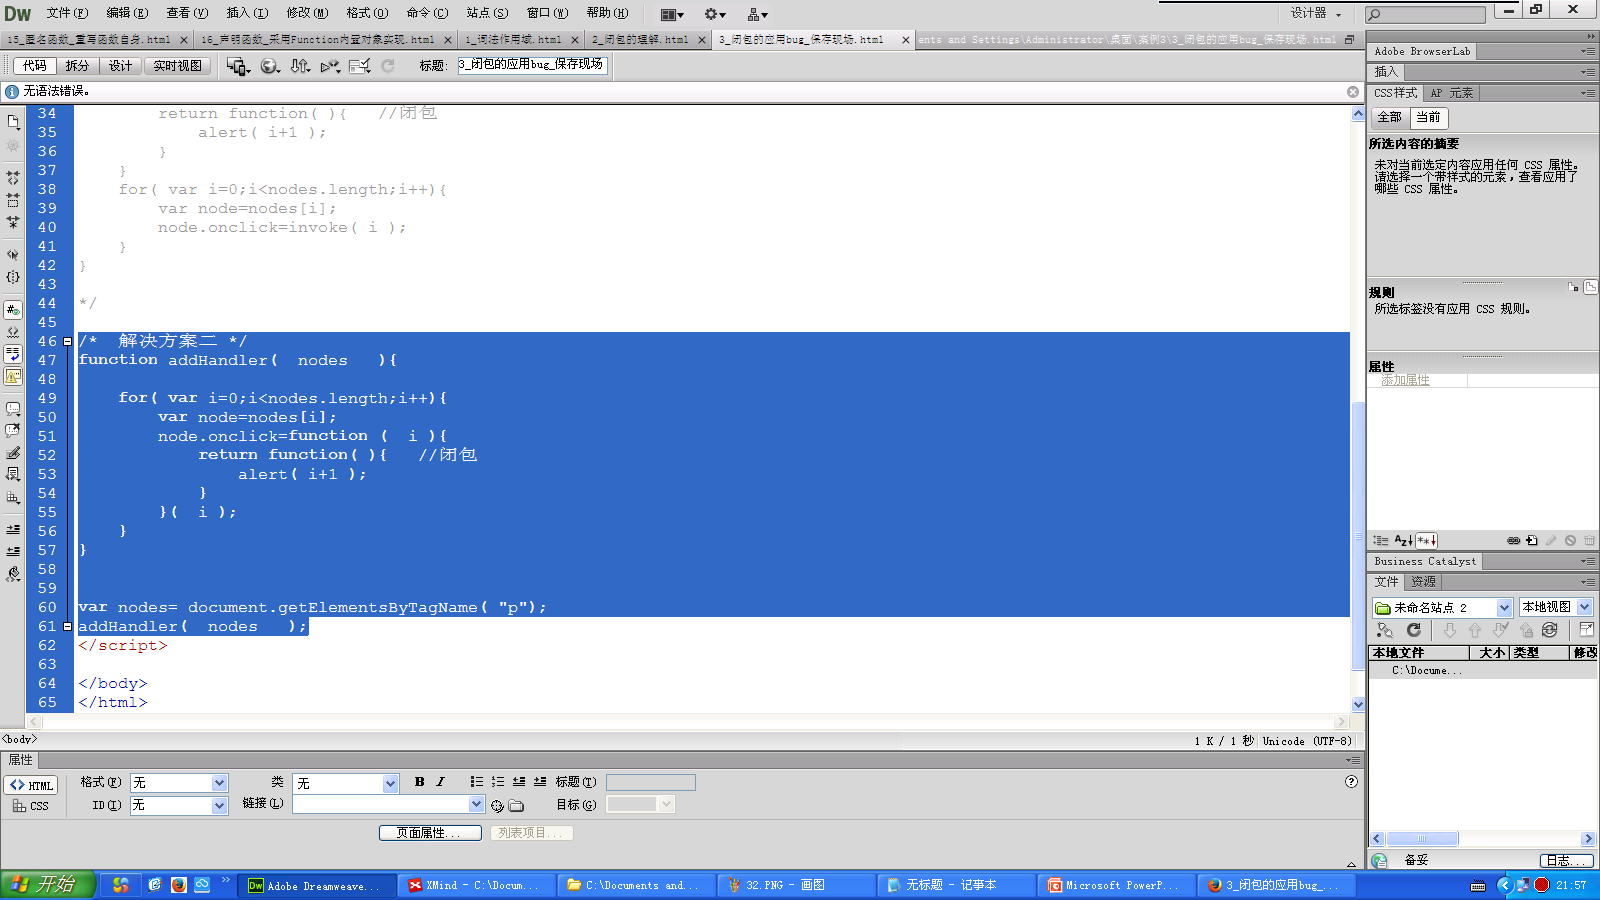 Dw 文件(F) 编辑(E) 查看(V) 插入(I) 修改(M) 格式(O) 命令(C) 站点(S) 窗口(W) 帮助(H) 设计器
15_匿名函数_重写函数自身.html × 16_声明函数_采用Function内置对象实现.html × 1_词法作用域.html × 2_闭包的理解.html × 3_闭包的应用bug_保存现场.html × ents and Settings\Administrator\桌面\案例3\3_闭包的应用bug_保存现场.html
代码 拆分 设计 实时视图 标题: 3_闭包的应用bug_保存现场
无语法错误。
34 return function( ){ //闭包
35 alert( i+1 );
36 }
37 }
38 for( var i=0;i<nodes.length;i++){
39 var node=nodes[i];
40 node.onclick=invoke( i );
41 }
42 }
43
44 */
45
46 /* 解决方案二 */
47 function addHandler( nodes ){
48
49 for( var i=0;i<nodes.length;i++){
50 var node=nodes[i];
51 node.onclick=function ( i ){
52 return function( ){ //闭包
53 alert( i+1 );
54 }
55 }( i );
56 }
57 }
58
59
60 var nodes= document.getElementsByTagName( "p");
61 addHandler( nodes );
62 </script>
63
64 </body>
65 </html>
<body> 1 K / 1 秒 Unicode (UTF-8)
属性
<> HTML 格式(F) 无 类 无 B I 标题(T)
CSS ID(I) 无 链接(L) 目标(G)
页面属性... 列表项目...
Adobe BrowserLab
插入
CSS样式 AP 元素
全部 当前
所选内容的摘要
未对当前选定内容应用任何 CSS 属性。
请选择一个带样式的元素，查看应用了
哪些 CSS 属性。
规则
所选标签没有应用 CSS 规则。
属性
添加属性
Az↓ **↓
Business Catalyst
文件 资源
未命名站点 2 本地视图
本地文件 大小 类型 修改
C:\Docume...
备妥 日志...
开始 Adobe Dreamweave... XMind - C:\Docum... C:\Documents and... 32.PNG - 画图 无标题 - 记事本 Microsoft PowerP... 3_闭包的应用bug_... 21:57